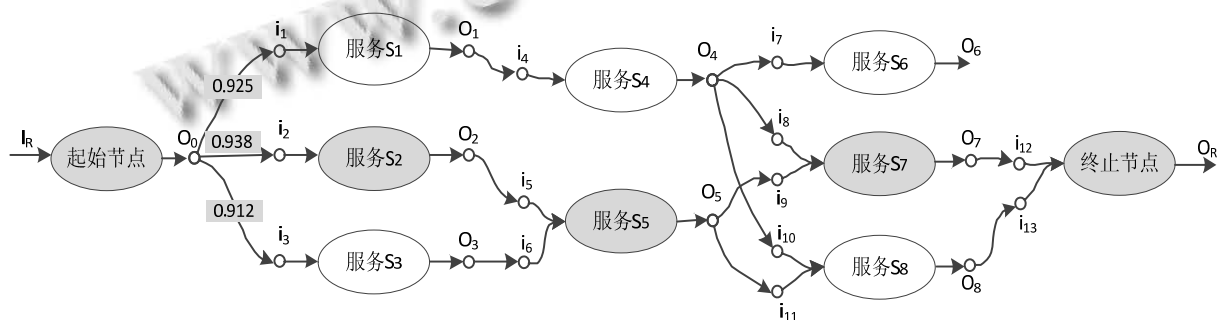 I_R
起始节点
O₀
0.925
0.938
0.912
i₁
服务S1
O₁
i₄
服务S4
O₄
i₇
服务S6
O₆
i₂
服务S2
O₂
i₅
i₃
服务S3
O₃
i₆
服务S5
O₅
i₈
i₉
服务S7
O₇
i₁₂
i₁₀
i₁₁
服务S8
O₈
i₁₃
终止节点
O_R